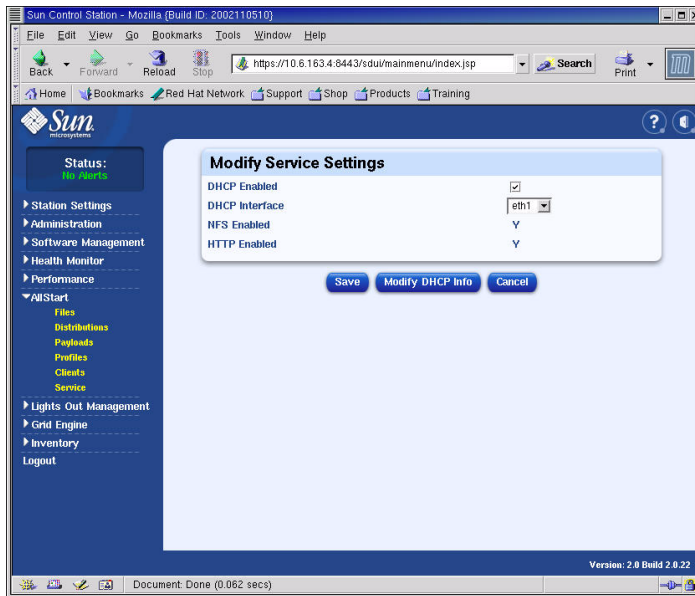 Sun Control Station - Mozilla {Build ID: 2002110510}
File Edit View Go Bookmarks Tools Window Help
Back Forward Reload Stop https://10.6.163.4:8443/sdui/mainmenu/index.jsp Search Print
Home Bookmarks Red Hat Network Support Shop Products Training
Sun
microsystems
?
Status:
No Alerts
Station Settings
Administration
Software Management
Health Monitor
Performance
AllStart
Files
Distributions
Payloads
Profiles
Clients
Service
Lights Out Management
Grid Engine
Inventory
Logout
Modify Service Settings
DHCP Enabled
DHCP Interface eth1
NFS Enabled Y
HTTP Enabled Y
Save Modify DHCP Info Cancel
Version: 2.0 Build 2.0.22
Document: Done (0.062 secs)